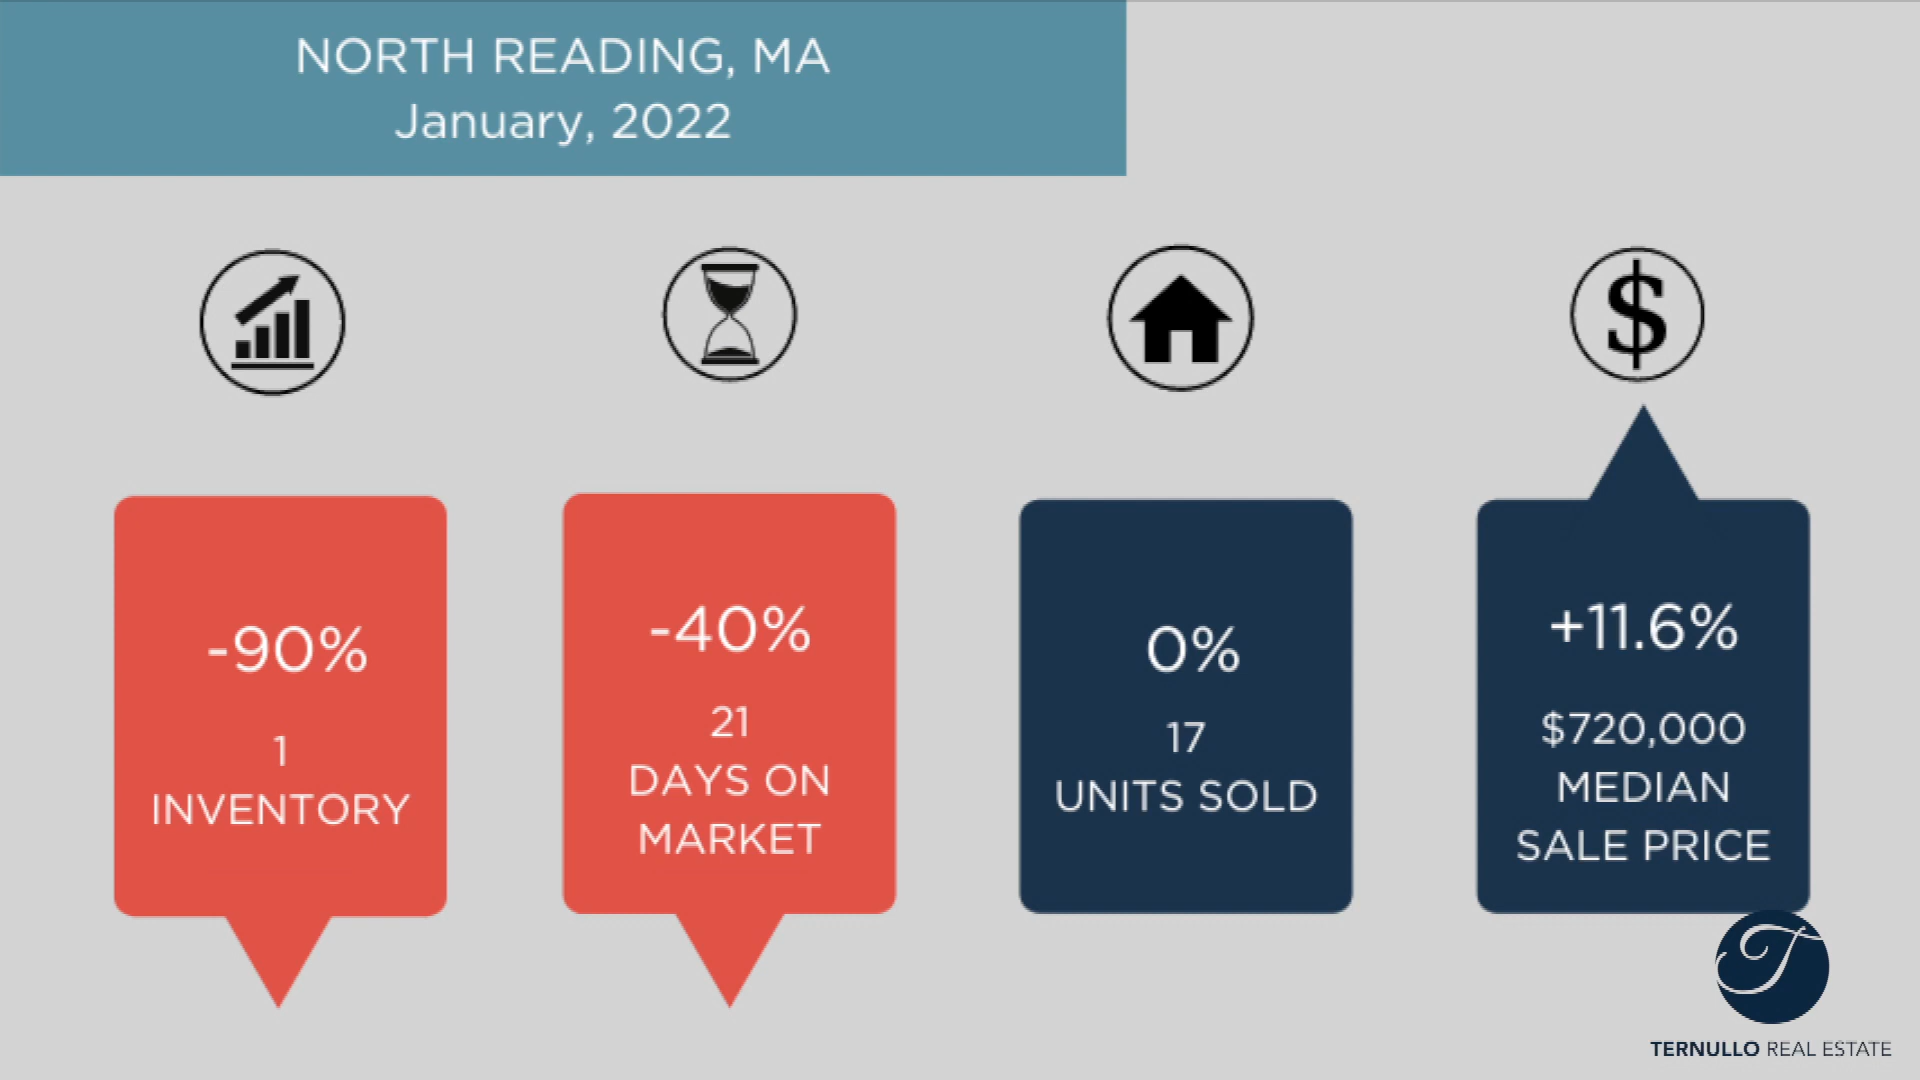 NORTH READING, MA
January, 2022
$
-90%
1
INVENTORY
-40%
21
DAYS ON
MARKET
0%
17
UNITS SOLD
+11.6%
$720,000
MEDIAN
SALE PRICE
T
TERNULLO REAL ESTATE